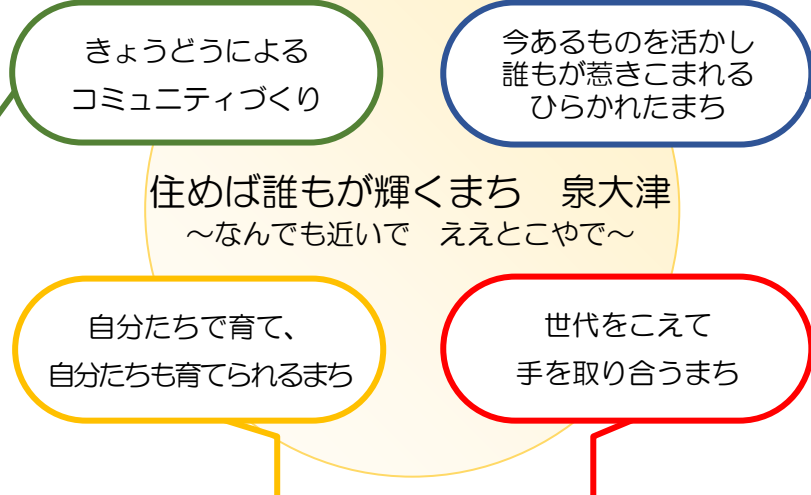 きょうどうによる
コミュニティづくり
今あるものを活かし
誰もが惹きこまれる
ひらかれたまち
住めば誰もが輝くまち　泉大津
～なんでも近いで　ええとこやで～
自分たちで育て、
自分たちも育てられるまち
世代をこえて
手を取り合うまち